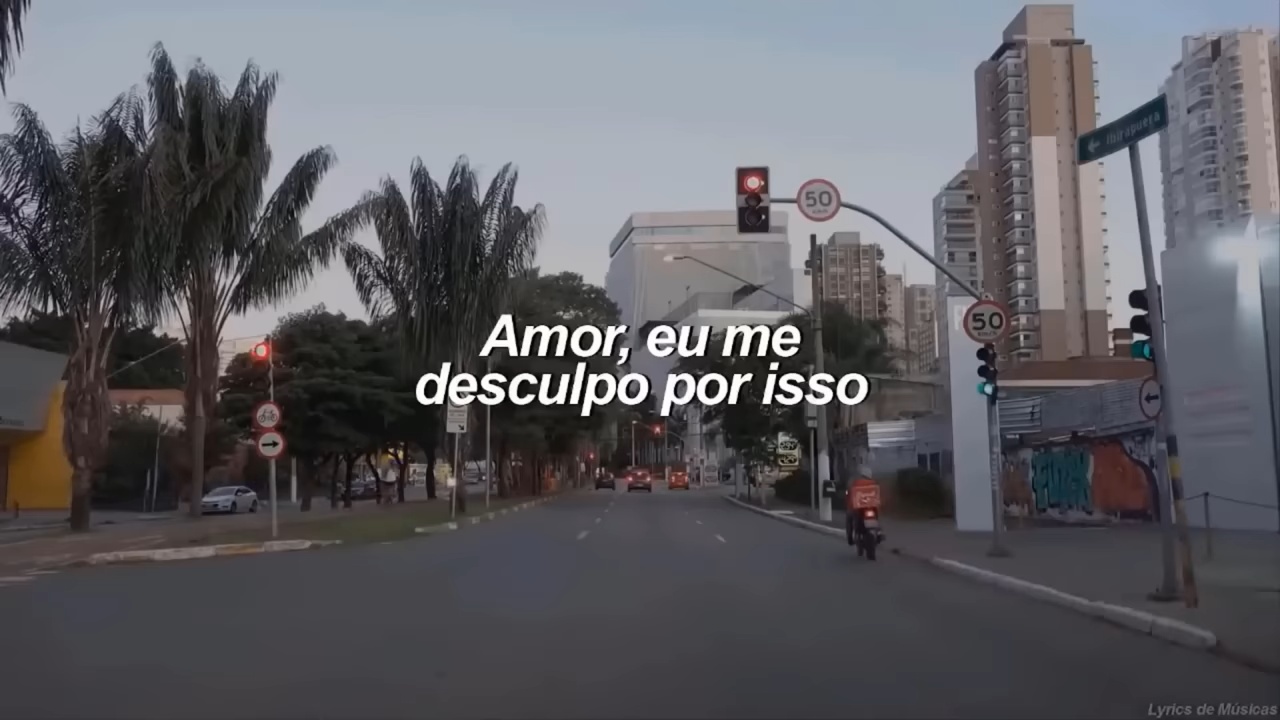 50
Ibirapuera
50
Amor, eu me
desculpo por isso
Lyrics de Músicas